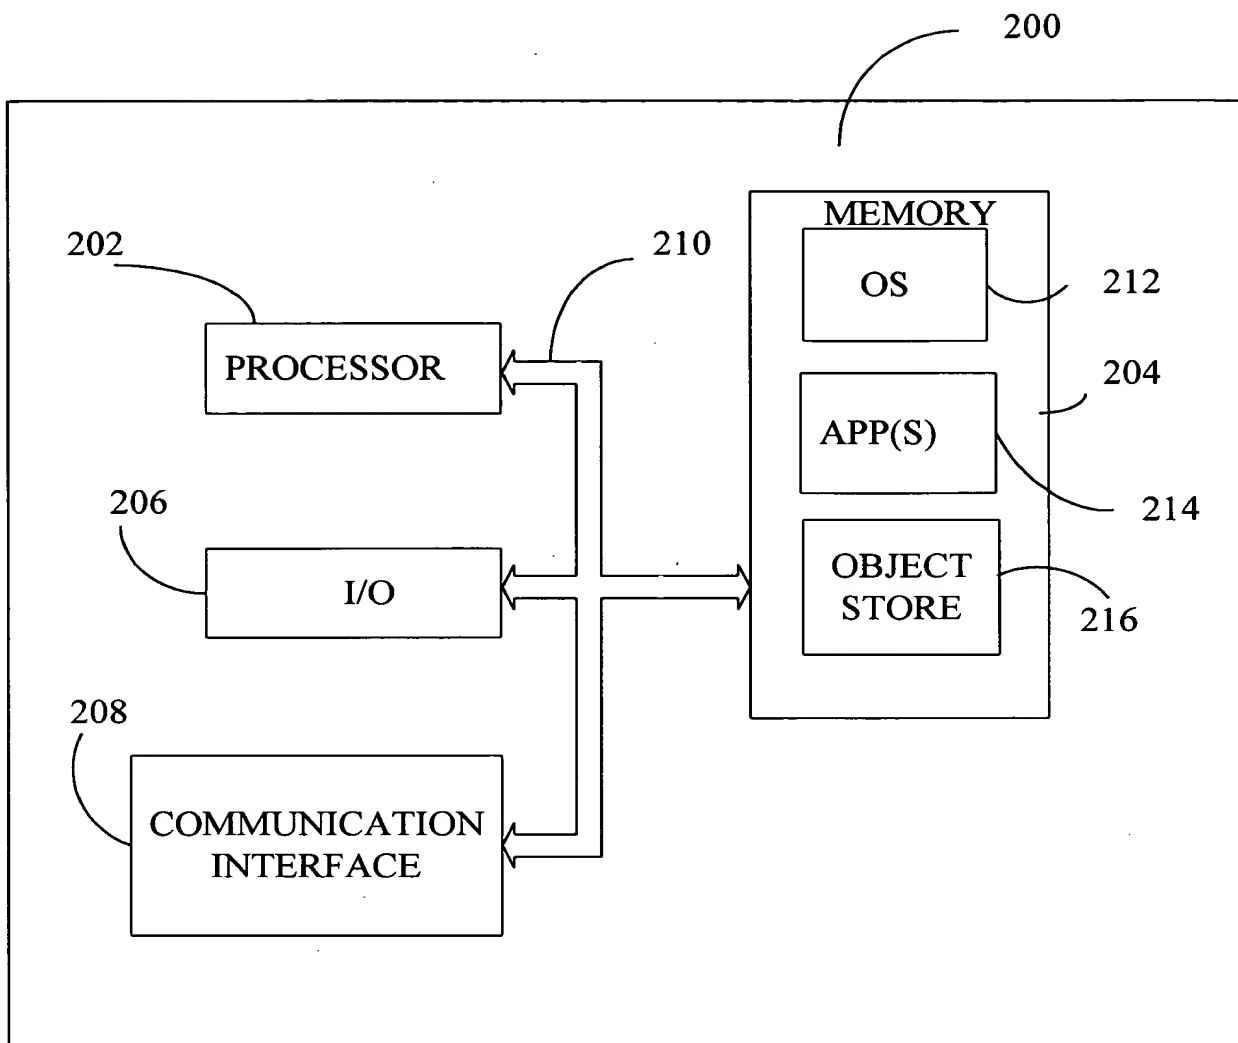 200
MEMORY
202
210
OS
212
PROCESSOR
204
APP(S)
206
214
I/O
OBJECT
STORE
216
208
COMMUNICATION
INTERFACE